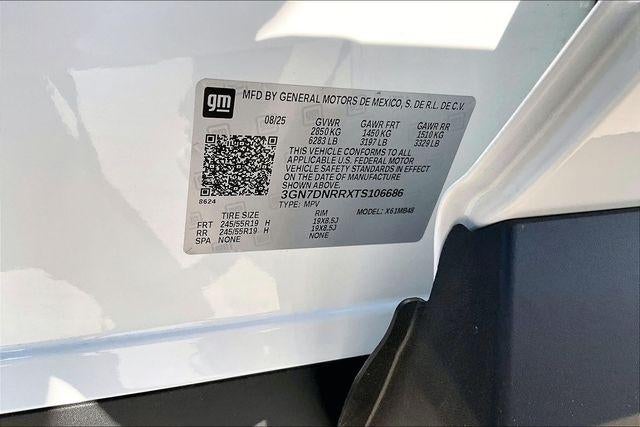 gm MFD BY GENERAL MOTORS DE MEXICO, S. DE R.L. DE C.V.
08/25 GVWR GAWR FRT GAWR RR
2850 KG 1450 KG 1510 KG
6283 LB 3197 LB 3329 LB
THIS VEHICLE CONFORMS TO ALL
APPLICABLE U.S. FEDERAL MOTOR
VEHICLE SAFETY STANDARDS IN EFFECT
ON THE DATE OF MANUFACTURE
SHOWN ABOVE.
3GN7DNRRXTS106686
8624
TYPE: MPV MODEL: X61MB48
TIRE SIZE RIM
FRT 245/55R19 H 19X8.5J
RR 245/55R19 H 19X8.5J
SPA NONE NONE